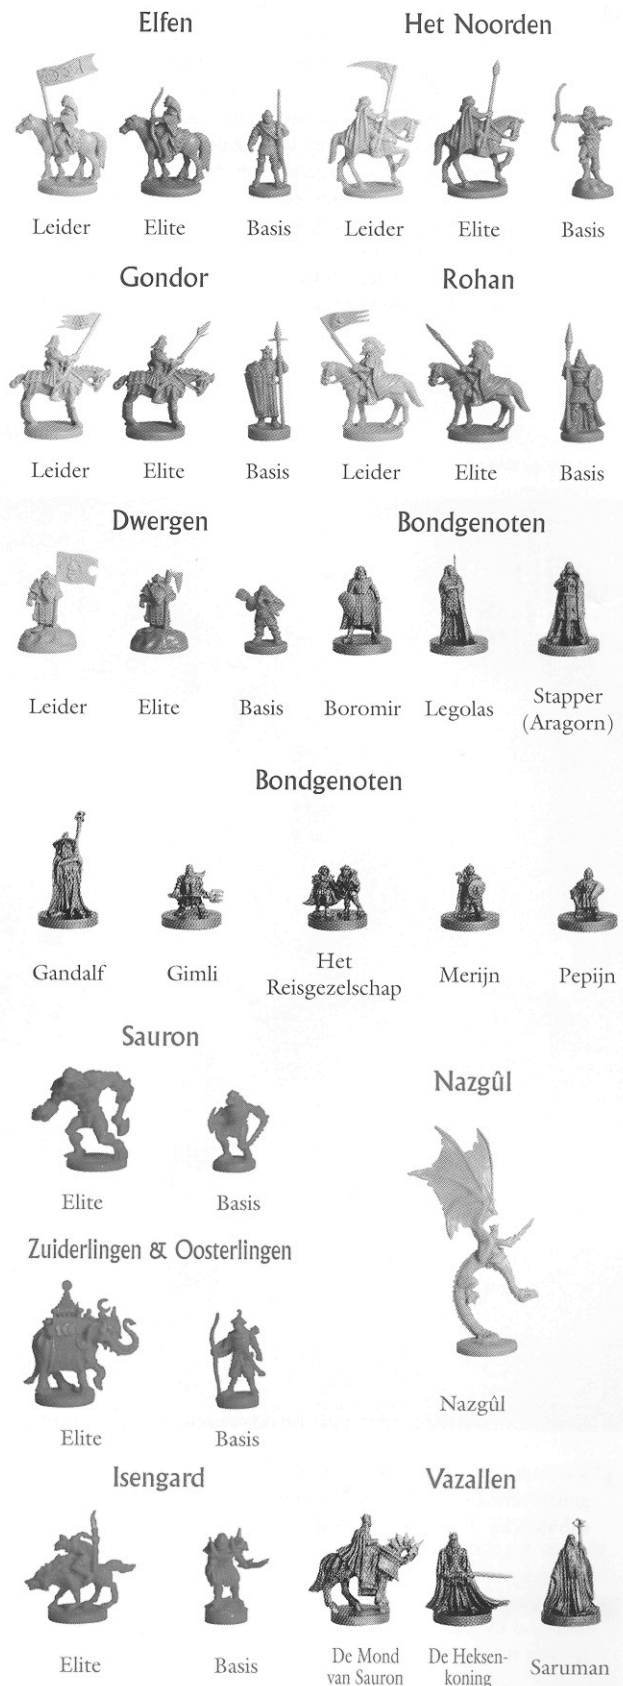 Elfen
Het Noorden
Leider
Elite
Basis
Leider
Elite
Basis
Gondor
Rohan
Leider
Elite
Basis
Leider
Elite
Basis
Dwergen
Bondgenoten
Leider
Elite
Basis
Boromir
Legolas
Stapper
(Aragorn)
Bondgenoten
Gandalf
Gimli
Het
Reisgezelschap
Merijn
Pepijn
Sauron
Elite
Basis
Nazgûl
Nazgûl
Zuiderlingen & Oosterlingen
Elite
Basis
Isengard
Elite
Basis
Vazallen
De Mond
van Sauron
De Heksen-
koning
Saruman